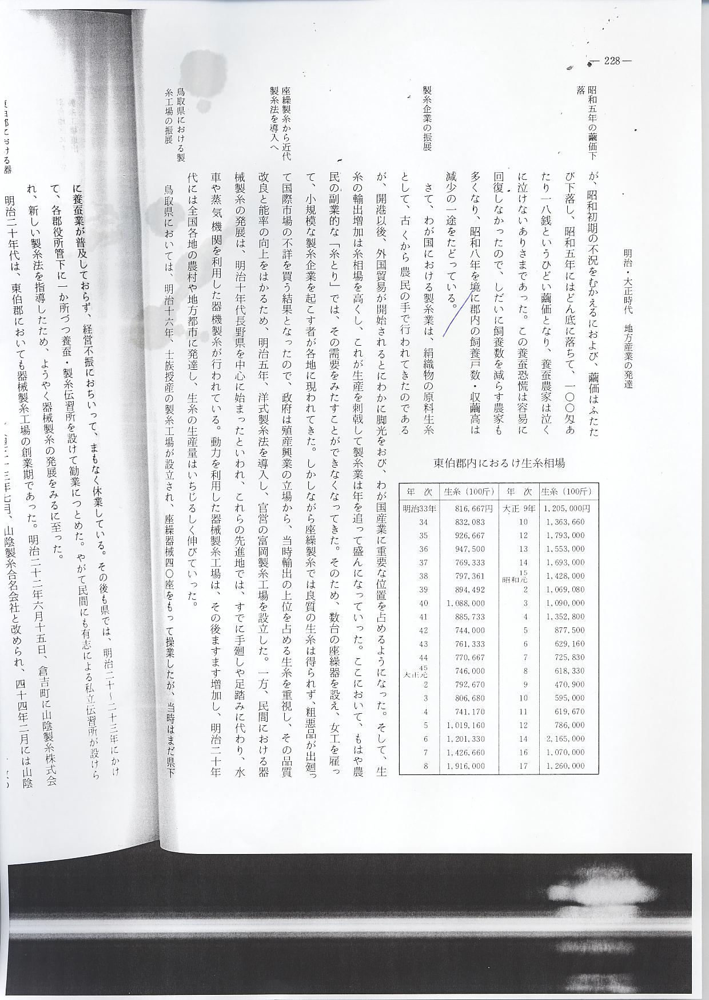 — 228 —
明治・大正時代　地方産業の発達
昭和五年の繭価下
落
が、昭和初期の不況をむかえるにおよび、繭価はふたた
び下落し、昭和五年にはどん底に落ちて、一〇〇匁あ
たり一八銭というひどい繭価となり、養蚕農家は泣く
に泣けないありさまであった。この養蚕恐慌は容易に
回復しなかったので、しだいに飼養数を減らす農家も
多くなり、昭和八年を境に郡内の飼養戸数・収繭高は
減少の一途をたどっている。
製糸企業の振展
さて、わが国における製糸業は、絹織物の原料生糸
として、古くから農民の手で行われてきたのである
東伯郡内におるけ生糸相場
年　次　生糸（100斤）　年　次　生糸（100斤）
明治33年　816,667円　大正 9年　1,205,000円
34　832,083　10　1,363,660
35　926,667　12　1,793,000
36　947,500　13　1,553,000
37　769,333　14　1,693,000
38　797,361　昭和15元　1,428,000
39　894,492　2　1,069,080
40　1,088,000　3　1,090,000
41　885,733　4　1,352,800
42　744,000　5　877,500
43　761,333　6　629,160
44　770,667　7　725,830
大正45元　746,000　8　618,330
2　792,670　9　470,900
3　806,680　10　595,000
4　741,170　11　619,670
5　1,019,160　12　786,000
6　1,201,330　14　2,165,000
7　1,426,660　16　1,070,000
8　1,916,000　17　1,260,000
が、開港以後、外国貿易が開始されるとにわかに脚光をおび、わが国産業に重要な位置を占めるようになった。そして、生
糸の輸出増加は糸相場を高くし、これが生産を刺戟して製糸業は年を追って盛んになっていった。ここにおいて、もはや農
民の副業的な「糸とり」では、その需要をみたすことができなくなってきた。そのため、数台の座繰器を設え、女工を雇っ
て、小規模な製糸企業を起こす者が各地に現われてきた。しかしながら座繰製糸では良質の生糸は得られず、粗悪品が出廻っ
座繰製糸から近代
製糸法を導入へ
て国際市場の不詳を買う結果となったので、政府は殖産興業の立場から、当時輸出の上位を占める生糸を重視し、その品質
改良と能率の向上をはかるため、明治五年、洋式製糸法を導入し、官営の富岡製糸工場を設立した。一方、民間における器
械製糸の発展は、明治十年代長野県を中心に始まったといわれ、これらの先進地では、すでに手廻しや足踏みに代わり、水
車や蒸気機関を利用した器機製糸が行われている。動力を利用した器械製糸工場は、その後ますます増加し、明治二十年
代には全国各地の農村や地方都市に発達し、生糸の生産量はいちじるしく伸びていった。
鳥取県における製
糸工場の振展
鳥取県においては、明治十六年、士族授産の製糸工場が設立され、座繰器械四〇座をもって操業したが、当時はまだ県下
に養蚕業が普及しておらず、経営不振におちいって、まもなく休業している。その後も県では、明治二十～二十三年にかけ
て、各郡役所管下に一か所づつ養蚕・製糸伝習所を設けて勧業につとめた。やがて民間にも有志による私立伝習所が設けら
れ、新しい製糸法を指導したため、ようやく器械製糸の発展をみるに至った。
東伯郡における器
明治二十年代は、東伯郡においても器械製糸工場の創業期であった。明治二十二年六月十五日、倉吉町に山陰製糸株式会
年七月、山陰製糸合名会社と改められ、四十四年二月には山陰